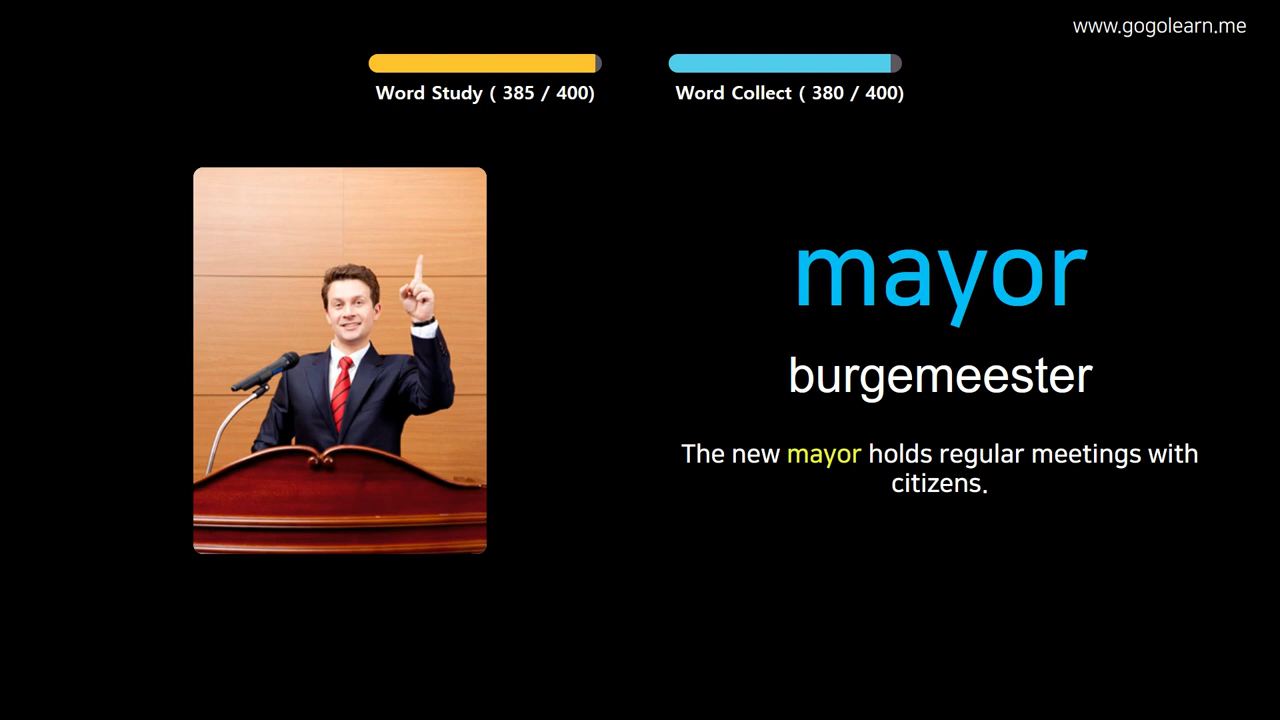 www.gogolearn.me
Word Study ( 385 / 400)
Word Collect ( 380 / 400)
mayor
burgemeester
The new mayor holds regular meetings with
citizens.